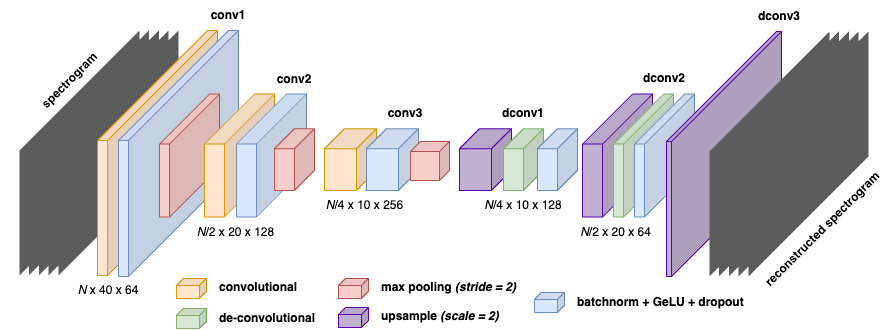 conv1
dconv3
spectrogram
conv2
dconv2
conv3
dconv1
N/4 x 10 x 256
N/4 x 10 x 128
N/2 x 20 x 128
N/2 x 20 x 64
N x 40 x 64
reconstructed spectrogram
convolutional
max pooling (stride = 2)
batchnorm + GeLU + dropout
de-convolutional
upsample (scale = 2)